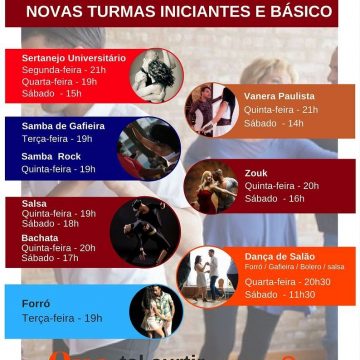 NOVAS TURMAS INICIANTES E BÁSICO
Sertanejo Universitário
Segunda-feira - 21h
Quarta-feira - 19h
Sábado - 15h
Vanera Paulista
Quinta-feira - 21h
Sábado - 14h
Samba de Gafieira
Terça-feira - 19h
Samba Rock
Quinta-feira - 19h
Zouk
Quinta-feira - 20h
Sábado - 16h
Salsa
Quinta-feira - 19h
Sábado - 18h
Bachata
Quinta-feira - 20h
Sábado - 17h
Dança de Salão
Forró / Gafieira / Bolero / salsa
Quarta-feira - 20h30
Sábado - 11h30
Forró
Terça-feira - 19h